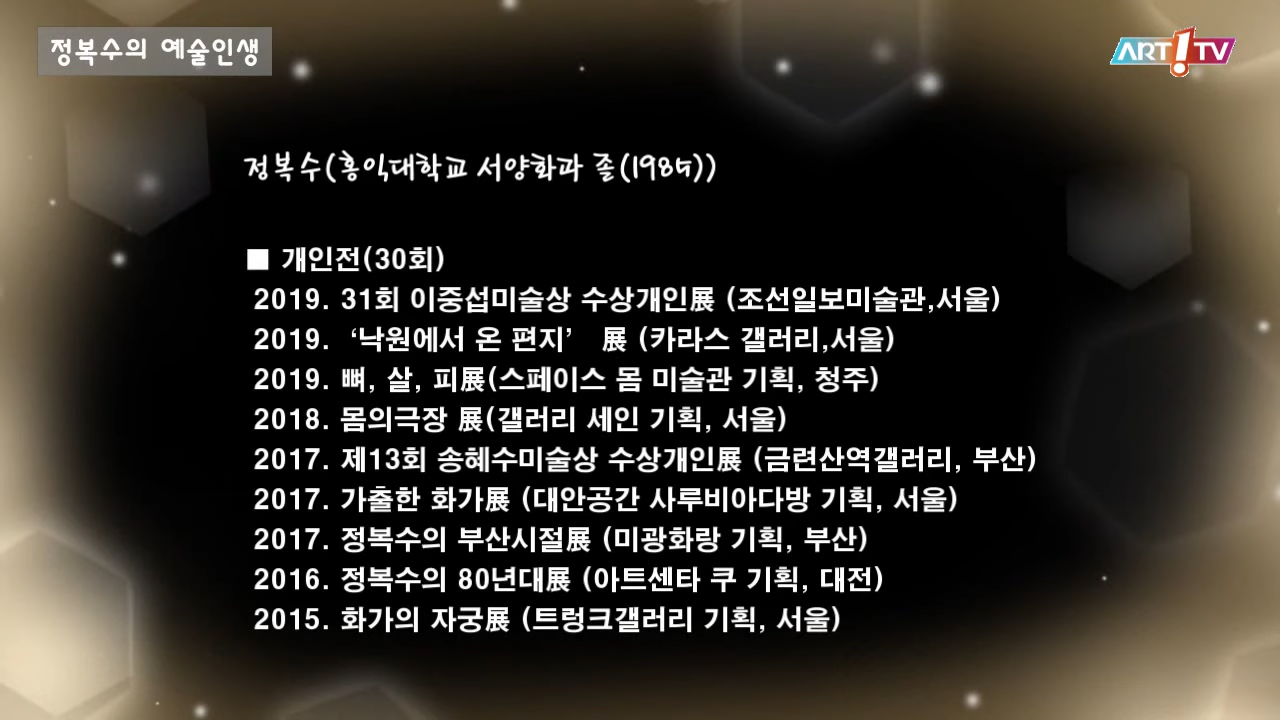 정복수의 예술인생
ART!TV
정복수(홍익대학교 서양화과 졸(1985))
■ 개인전(30회)
2019. 31회 이중섭미술상 수상개인展 (조선일보미술관,서울)
2019. ‘낙원에서 온 편지’ 展 (카라스 갤러리,서울)
2019. 뼈, 살, 피展(스페이스 몸 미술관 기획, 청주)
2018. 몸의극장 展(갤러리 세인 기획, 서울)
2017. 제13회 송혜수미술상 수상개인展 (금련산역갤러리, 부산)
2017. 가출한 화가展 (대안공간 사루비아다방 기획, 서울)
2017. 정복수의 부산시절展 (미광화랑 기획, 부산)
2016. 정복수의 80년대展 (아트센타 쿠 기획, 대전)
2015. 화가의 자궁展 (트렁크갤러리 기획, 서울)